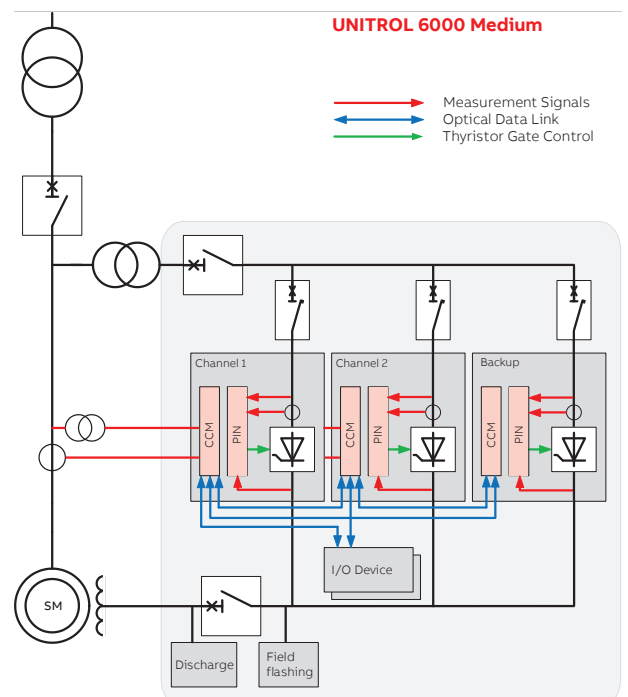 UNITROL 6000 Medium
Measurement Signals
Optical Data Link
Thyristor Gate Control
Channel 1
Channel 2
Backup
CCM
PIN
CCM
PIN
CCM
PIN
I/O Device
SM
Discharge
Field
flashing